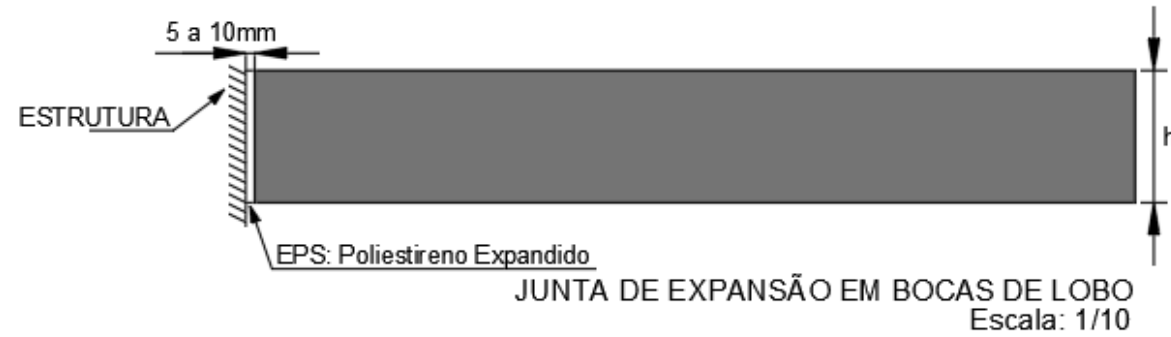 5 a 10mm
ESTRUTURA
h
EPS: Poliestireno Expandido
JUNTA DE EXPANSÃO EM BOCAS DE LOBO
Escala: 1/10